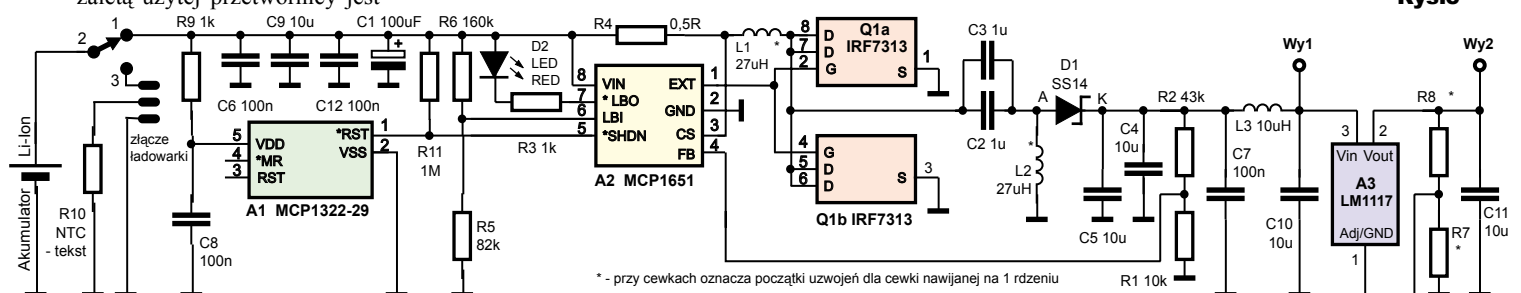 zaletą użytej przetwornicy jest
1
2
3
R9 1k
C9 10u
C1 100uF
+
R6 160k
D2
LED
RED
R4
0,5R
L1
27uH
*
8
7
2
D
D
G
Q1a
IRF7313
S
1
C3 1u
D1
SS14
A
K
Wy1
Wy2
C6 100n
C12 100n
8
7
6
5
VIN
* LBO
LBI
*SHDN
EXT
GND
CS
FB
1
2
3
4
A2 MCP1651
C2 1u
R2 43k
L3 10uH
R8
*
Li-Ion
Akumulator
złącze
ładowarki
5
4
3
VDD
*MR
RST
*RST
VSS
1
2
A1 MCP1322-29
R11
1M
R3 1k
4
5
6
G
D
D
S
3
Q1b IRF7313
*
L2
27uH
C4
10u
C5 10u
C7
100n
3
2
Vin Vout
A3
LM1117
Adj/GND
1
R10
NTC
- tekst
C8
100n
R5
82k
R1 10k
C10
10u
R7
*
C11
10u
* - przy cewkach oznacza początki uzwojeń dla cewki nawijanej na 1 rdzeniu